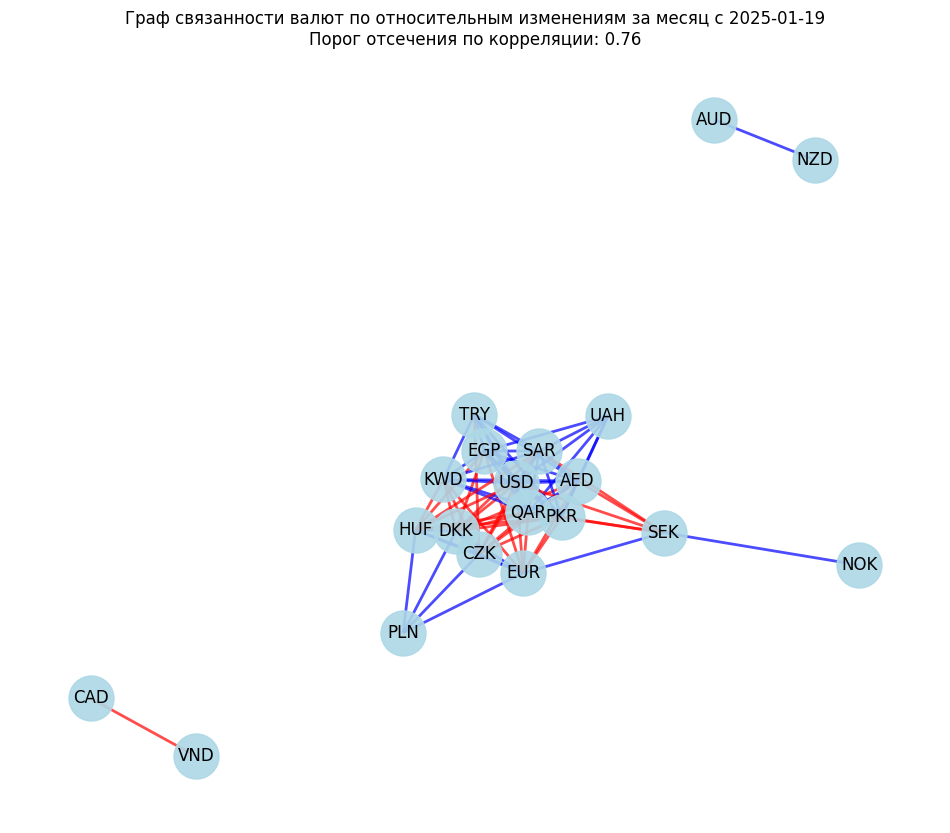 Граф связанности валют по относительным изменениям за месяц с 2025-01-19
Порог отсечения по корреляции: 0.76
AUD
NZD
TRY
UAH
EGP
SAR
KWD
USD
AED
QAR
PKR
HUF
DKK
SEK
CZK
NOK
EUR
PLN
CAD
VND